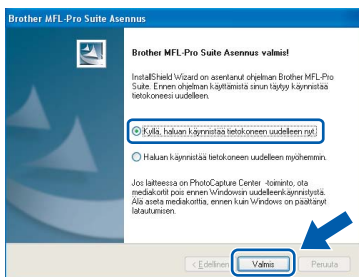 Brother MFL-Pro Suite Asennus
Brother MFL-Pro Suite Asennus valmis!
InstallShield Wizard on asentanut ohjelman Brother MFL-Pro
Suite. Ennen ohjelman käyttämistä sinun täytyy käynnistää
tietokoneesi uudelleen.
Kyllä, haluan käynnistää tietokoneen uudelleen nyt.
Haluan käynnistää tietokoneen uudelleen myöhemmin.
Jos laitteessa on PhotoCapture Center -toiminto, ota
mediakortit pois ennen Windowsin uudelleenkäynnistystä.
Älä aseta mediakorttia, ennen kuin Windows on päättänyt
latautumisen.
< Edellinen Valmis Peruuta